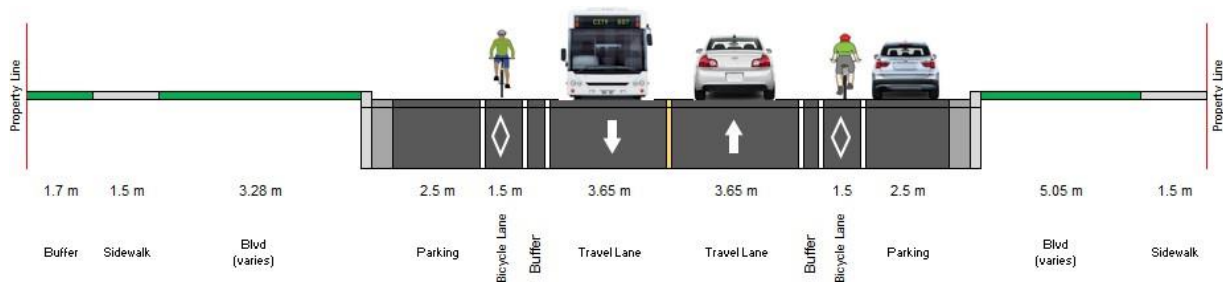 CITY BUS
Property Line
Property Line
1.7 m
1.5 m
3.28 m
2.5 m
1.5 m
3.65 m
3.65 m
1.5
2.5 m
5.05 m
1.5 m
Buffer
Sidewalk
Blvd
(varies)
Parking
Bicycle Lane
Buffer
Travel Lane
Travel Lane
Buffer
Bicycle Lane
Parking
Blvd
(varies)
Sidewalk